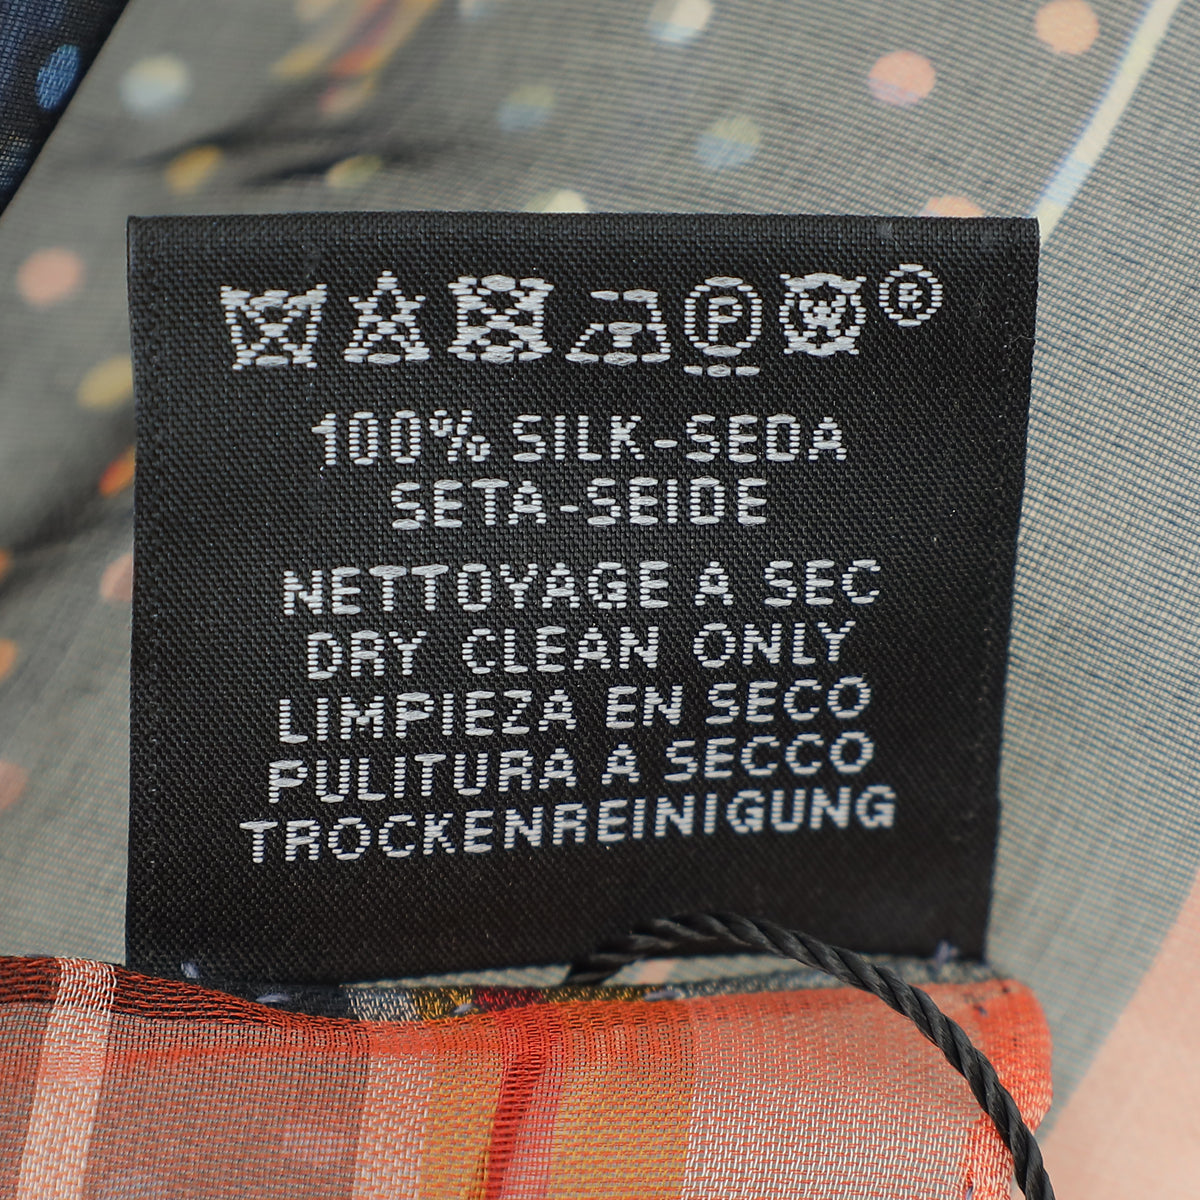 P W ®
100% SILK-SEDA
SETA-SEIDE
NETTOYAGE A SEC
DRY CLEAN ONLY
LIMPIEZA EN SECO
PULITURA A SECCO
TROCKENREINIGUNG